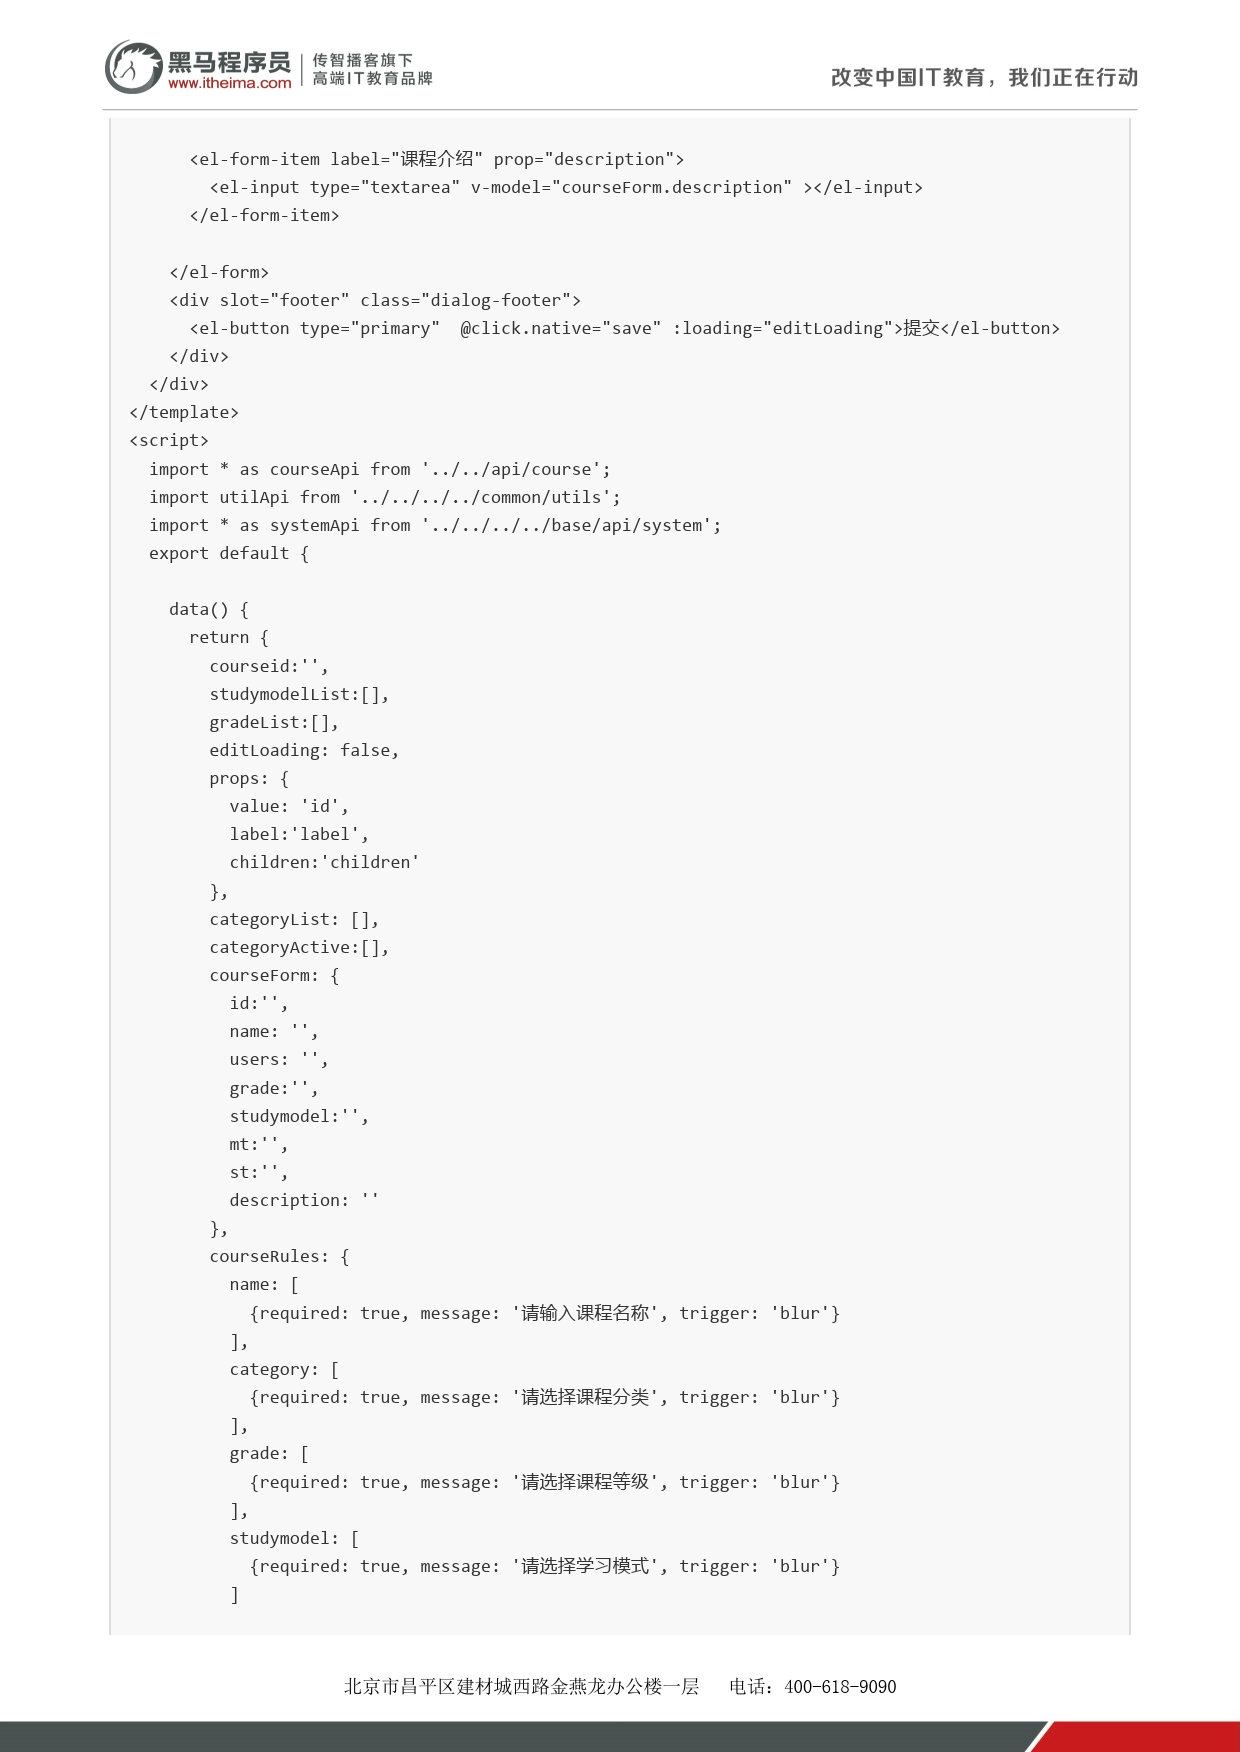 黑马程序员
www.itheima.com
传智播客旗下
高端IT教育品牌
改变中国IT教育，我们正在行动
      <el-form-item label="课程介绍" prop="description">
        <el-input type="textarea" v-model="courseForm.description" ></el-input>
      </el-form-item>

    </el-form>
    <div slot="footer" class="dialog-footer">
      <el-button type="primary"  @click.native="save" :loading="editLoading">提交</el-button>
    </div>
  </div>
</template>
<script>
  import * as courseApi from '../../api/course';
  import utilApi from '../../../../common/utils';
  import * as systemApi from '../../../../base/api/system';
  export default {

    data() {
      return {
        courseid:'',
        studymodelList:[],
        gradeList:[],
        editLoading: false,
        props: {
          value: 'id',
          label:'label',
          children:'children'
        },
        categoryList: [],
        categoryActive:[],
        courseForm: {
          id:'',
          name: '',
          users: '',
          grade:'',
          studymodel:'',
          mt:'',
          st:'',
          description: ''
        },
        courseRules: {
          name: [
            {required: true, message: '请输入课程名称', trigger: 'blur'}
          ],
          category: [
            {required: true, message: '请选择课程分类', trigger: 'blur'}
          ],
          grade: [
            {required: true, message: '请选择课程等级', trigger: 'blur'}
          ],
          studymodel: [
            {required: true, message: '请选择学习模式', trigger: 'blur'}
          ]
北京市昌平区建材城西路金燕龙办公楼一层   电话：400-618-9090